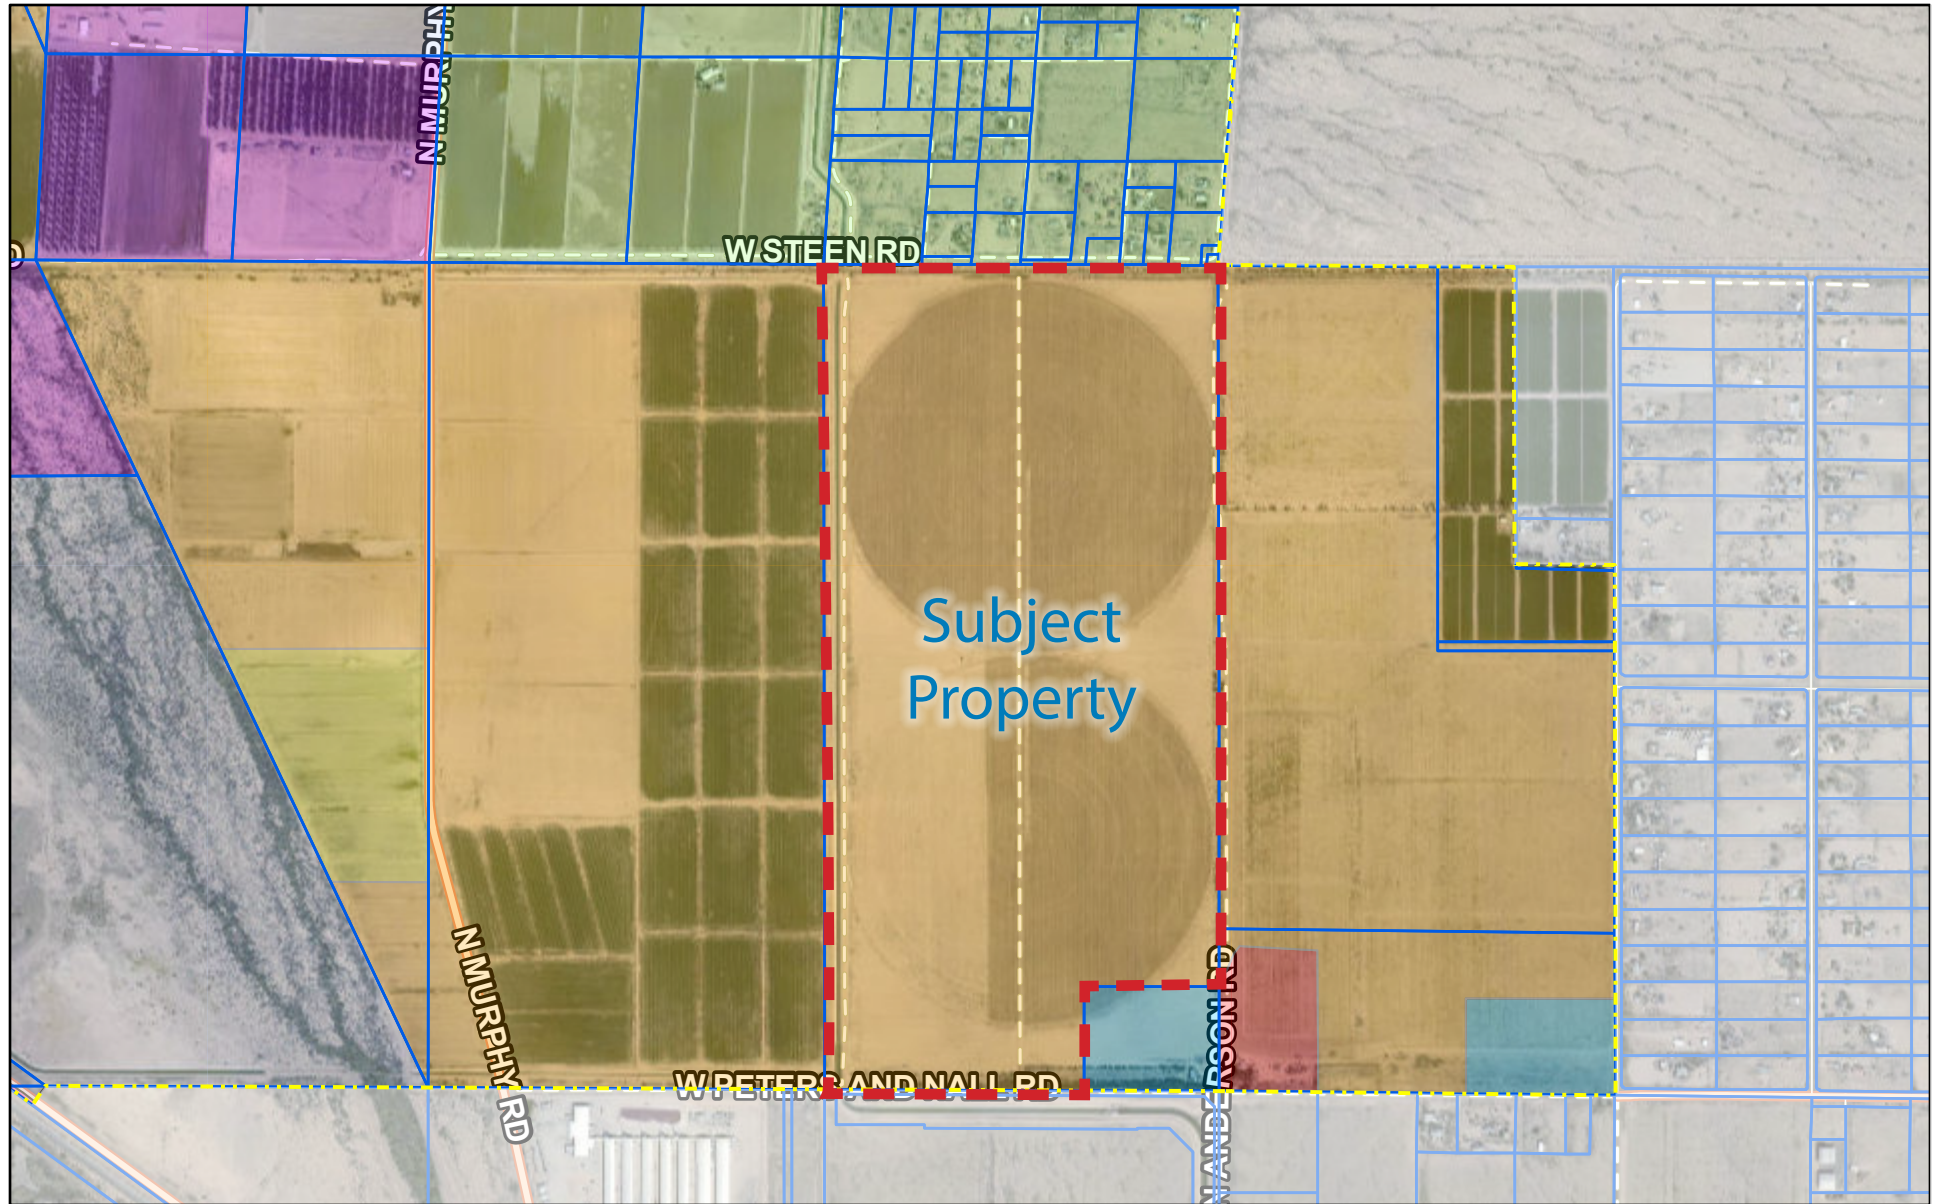 N MURPHY
W STEEN RD
D
Subject
Property
N MURPHY RD
W PETERS AND NALL RD
N ANDERSON RD